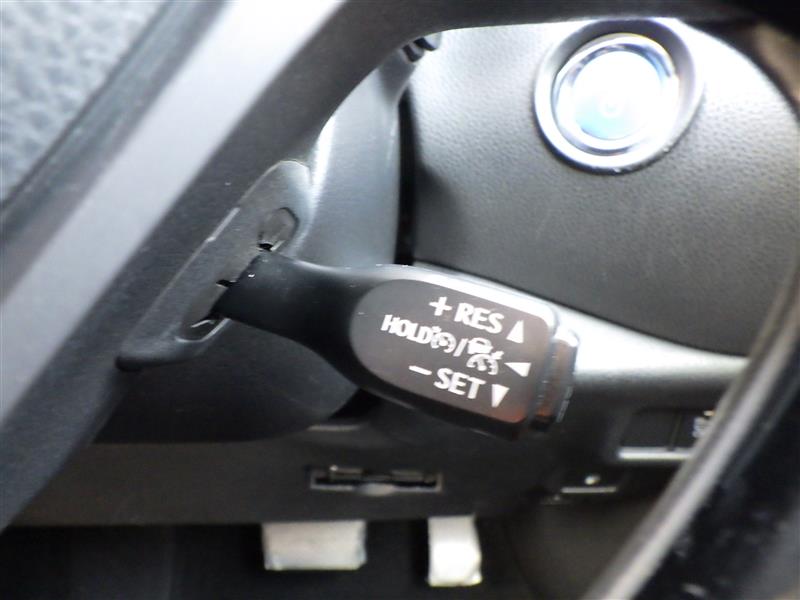 + RES
HOLD /
− SET